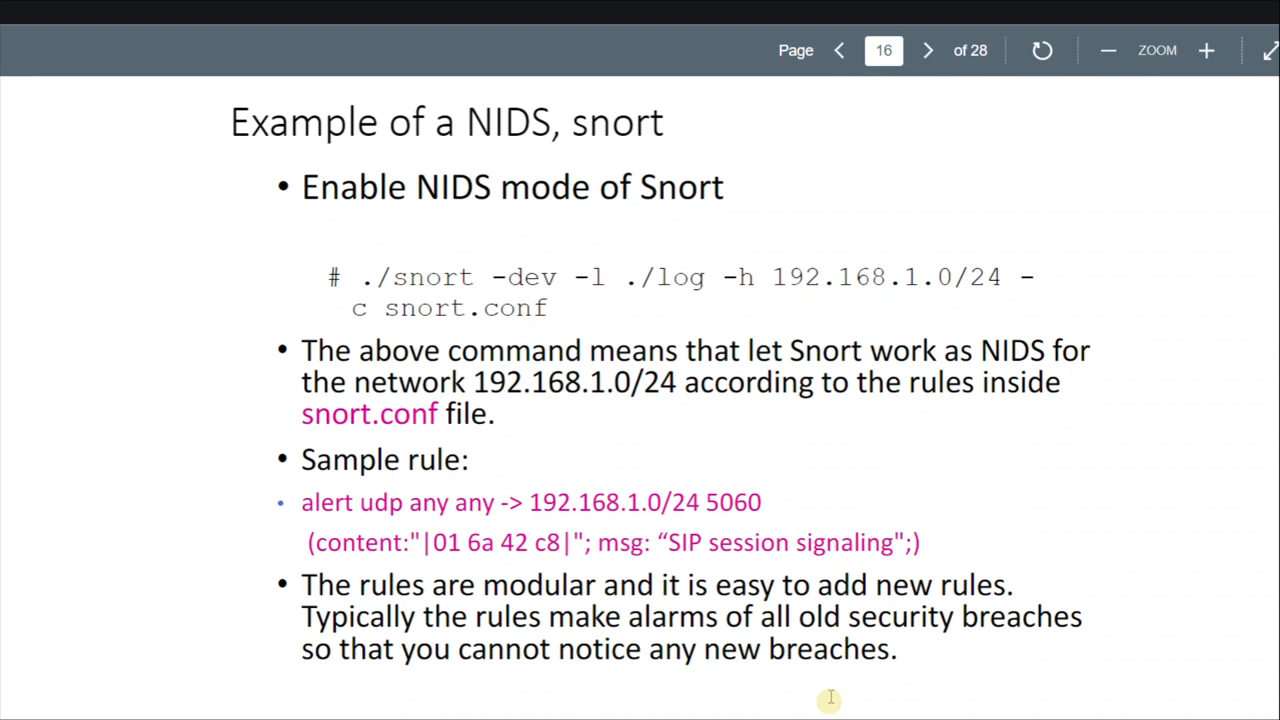 Page 16 of 28 ZOOM
Example of a NIDS, snort
• Enable NIDS mode of Snort
# ./snort -dev -l ./log -h 192.168.1.0/24 -
c snort.conf
• The above command means that let Snort work as NIDS for
the network 192.168.1.0/24 according to the rules inside
snort.conf file.
• Sample rule:
• alert udp any any -> 192.168.1.0/24 5060
(content:"|01 6a 42 c8|"; msg: “SIP session signaling";)
• The rules are modular and it is easy to add new rules.
Typically the rules make alarms of all old security breaches
so that you cannot notice any new breaches.